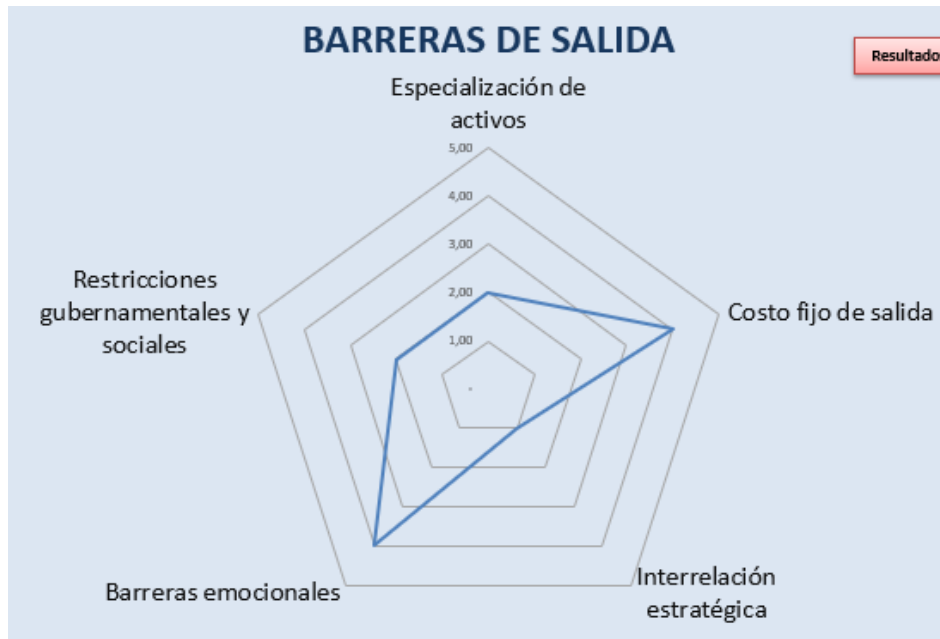 BARRERAS DE SALIDA
Resultado
Especialización de
activos
5,00
4,00
3,00
2,00
1,00
-
Restricciones
gubernamentales y
sociales
Costo fijo de salida
Barreras emocionales
Interrelación
estratégica